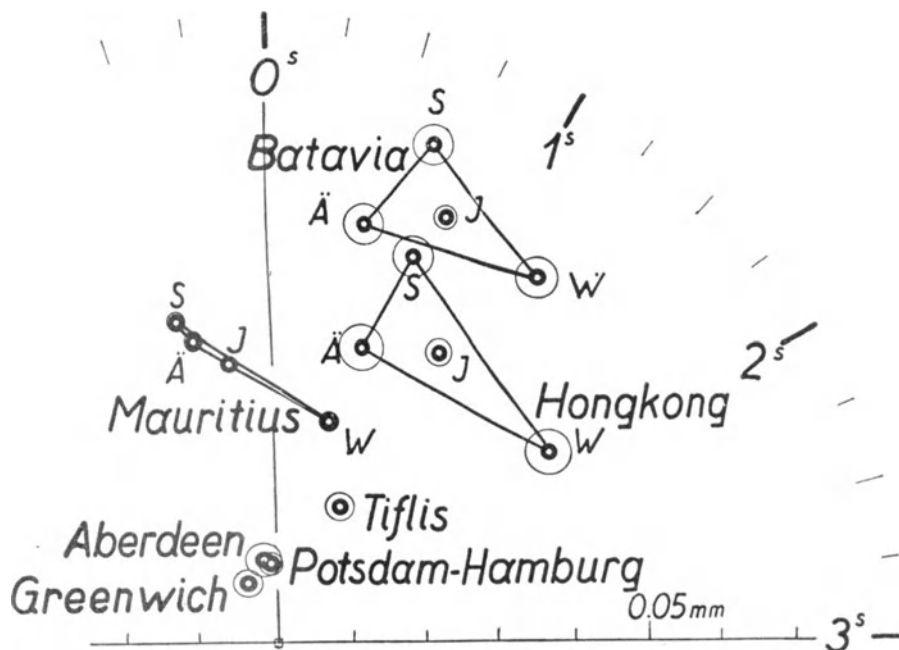 0ˢ
S
Batavia
1ˢ
Ä
J
S
W
S
J
Ä
2ˢ
Ä
J
Hongkong
Mauritius
W
W
Tiflis
Aberdeen
Potsdam-Hamburg
Greenwich
0.05mm
3ˢ